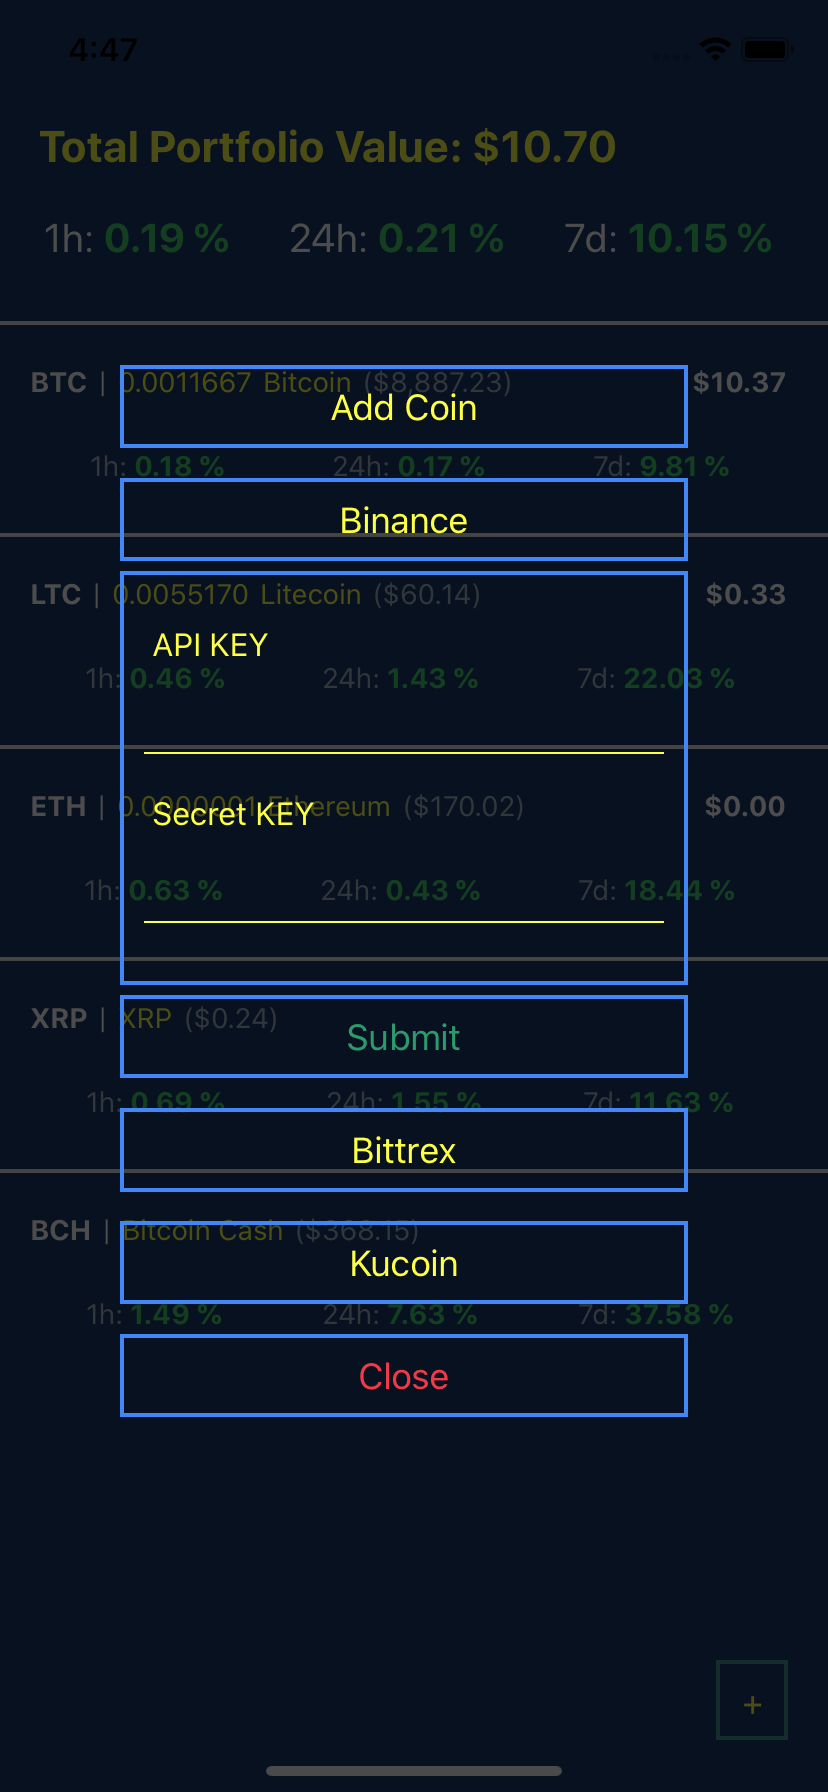 4:47
Total Portfolio Value: $10.70
1h: 0.19 % 24h: 0.21 % 7d: 10.15 %
BTC | 0.0011667 Bitcoin ($8,887.23) $10.37
Add Coin
1h: 0.18 % 24h: 0.17 % 7d: 9.81 %
Binance
LTC | 0.0055170 Litecoin ($60.14) $0.33
API KEY
1h: 0.46 % 24h: 1.43 % 7d: 22.03 %
ETH | 0.0000001 Ethereum ($170.02) $0.00
Secret KEY
1h: 0.63 % 24h: 0.43 % 7d: 18.44 %
XRP | XRP ($0.24)
Submit
1h: 0.69 % 24h: 1.55 % 7d: 11.63 %
Bittrex
BCH | Bitcoin Cash ($368.15)
Kucoin
1h: 1.49 % 24h: 7.63 % 7d: 37.58 %
Close
+